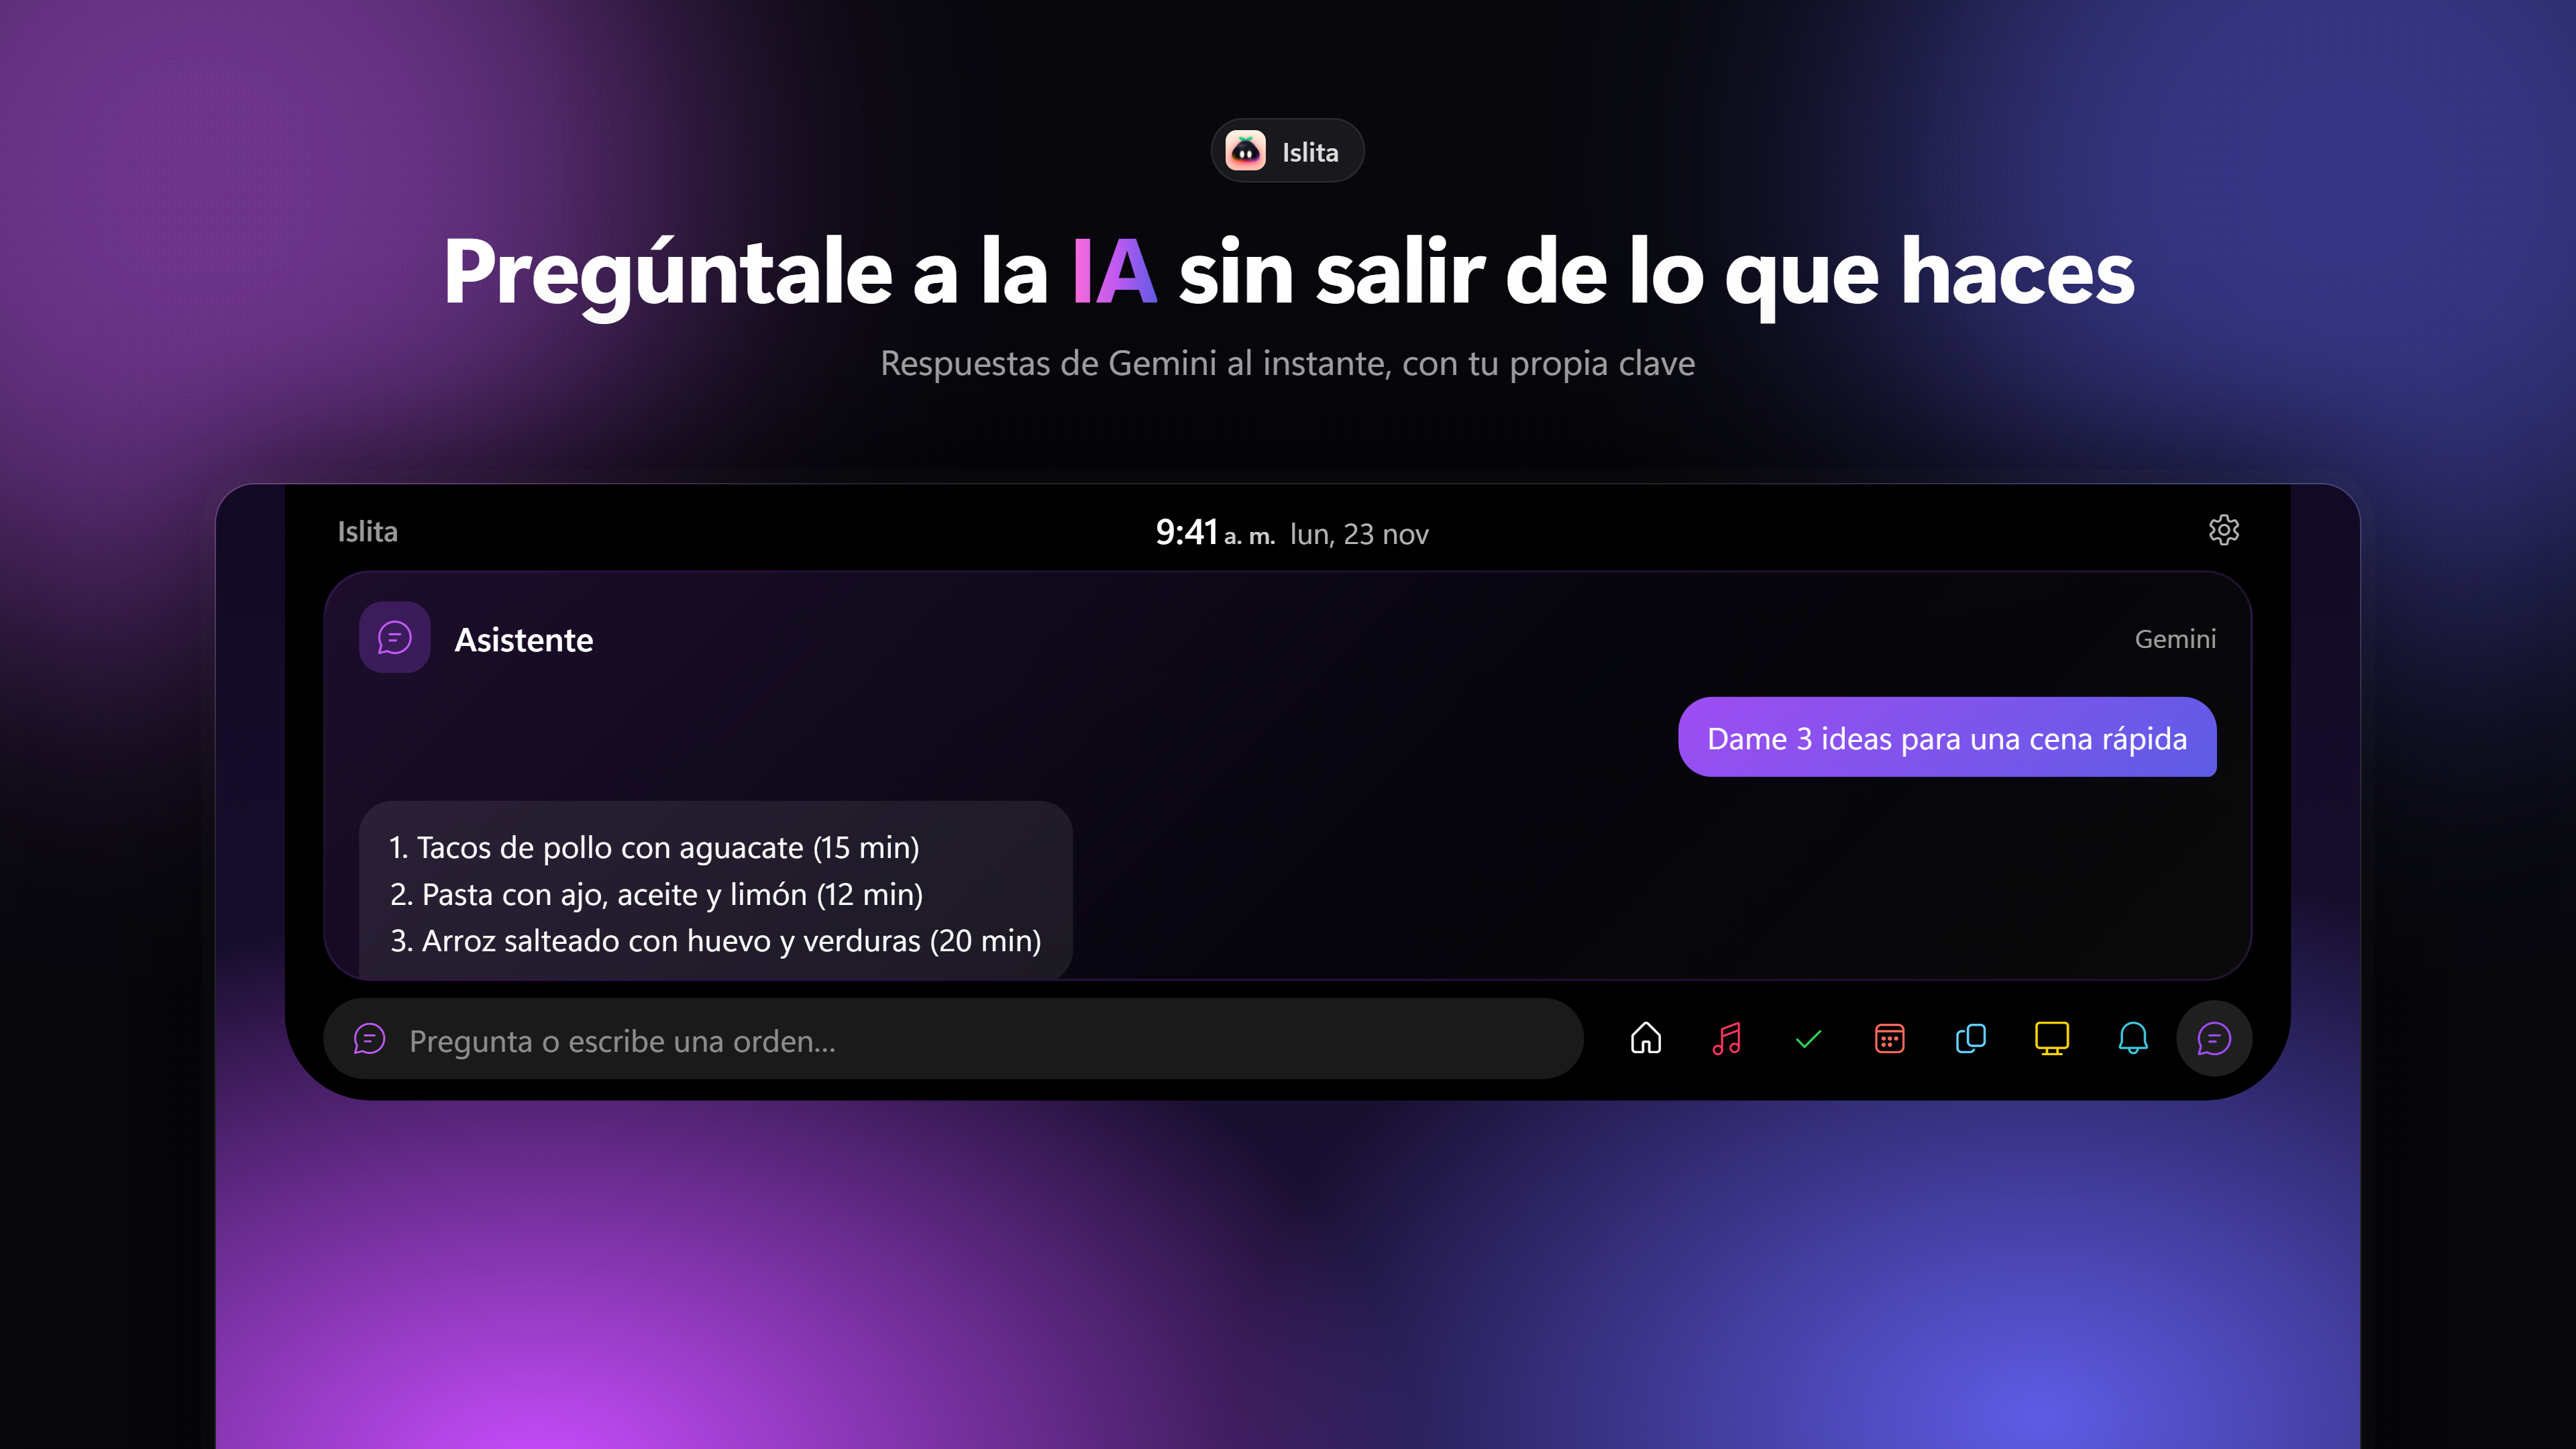 Islita
Pregúntale a la IA sin salir de lo que haces
Respuestas de Gemini al instante, con tu propia clave
Islita
9:41 a. m. lun, 23 nov
Asistente
Gemini
Dame 3 ideas para una cena rápida
1. Tacos de pollo con aguacate (15 min)
2. Pasta con ajo, aceite y limón (12 min)
3. Arroz salteado con huevo y verduras (20 min)
Pregunta o escribe una orden...